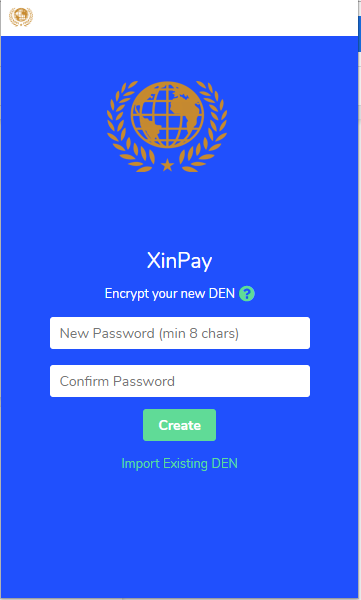 XinPay
Encrypt your new DEN ?
New Password (min 8 chars)
Confirm Password
Create
Import Existing DEN